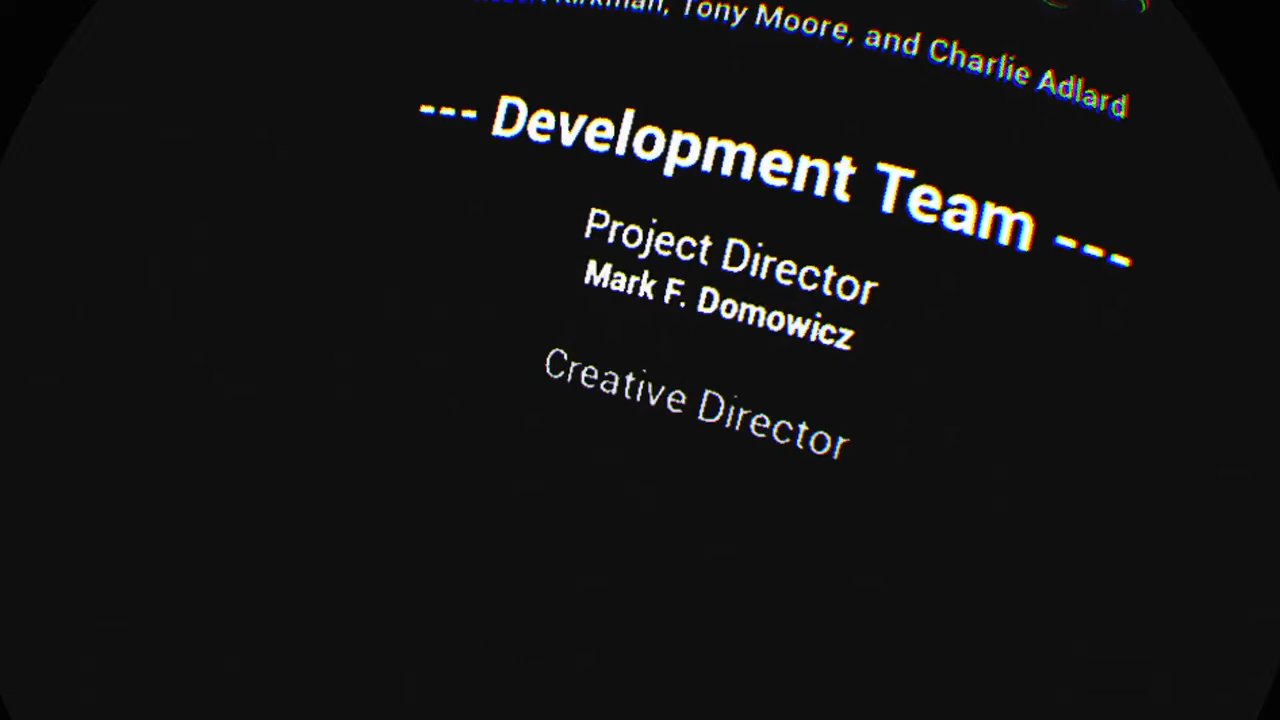 Kirkman, Tony Moore, and Charlie Adlard
--- Development Team ---
Project Director
Mark F. Domowicz
Creative Director